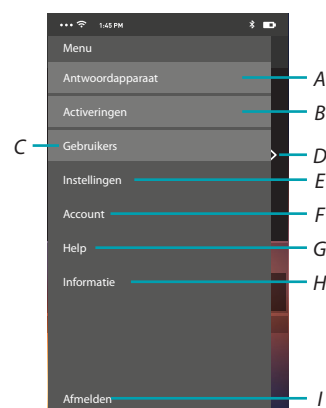 1:45 PM
Menu
Antwoordapparaat A
Activeringen B
C Gebruikers
D
Instellingen E
Account F
Help G
Informatie H
Afmelden I